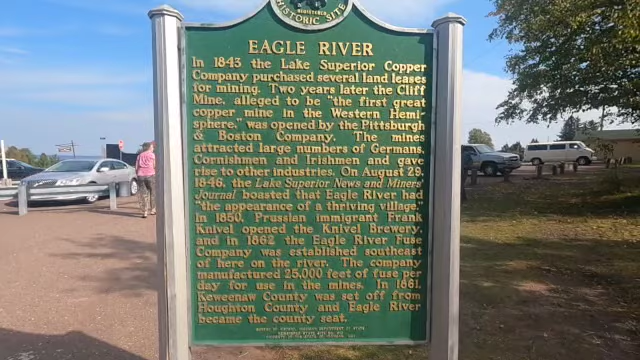 REGISTERED
HISTORIC SITE
EAGLE RIVER
In 1843 the Lake Superior Copper
Company purchased several land leases
for mining. Two years later the Cliff
Mine, alleged to be "the first great
copper mine in the Western Hemi-
sphere," was opened by the Pittsburgh
& Boston Company. The mines
attracted large numbers of Germans,
Cornishmen and Irishmen and gave
rise to other industries. On August 29,
1846, the Lake Superior News and Miners'
Journal boasted that Eagle River had
"the appearance of a thriving village."
In 1850, Prussian immigrant Frank
Knivel opened the Knivel Brewery,
and in 1862 the Eagle River Fuse
Company was established southeast
of here on the river. The company
manufactured 25,000 feet of fuse per
day for use in the mines. In 1861,
Keweenaw County was set off from
Houghton County and Eagle River
became the county seat.